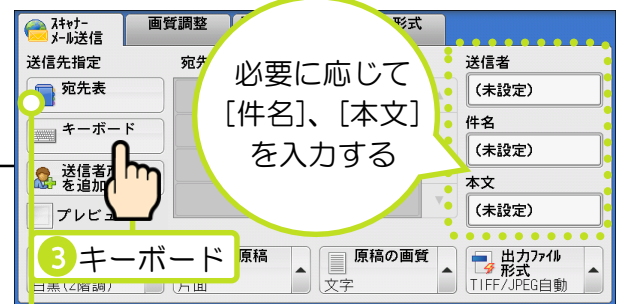 スキャナー
メール送信
画質調整
形式
送信先指定
宛先
宛先表
キーボード
送信者
を追加
プレビュ
必要に応じて
[件名]、[本文]
を入力する
送信者
(未設定)
件名
(未設定)
本文
(未設定)
3 キーボード
原稿
原稿の画質
出力ファイル
形式
白黒(2階調)
片面
文字
TIFF/JPEG自動